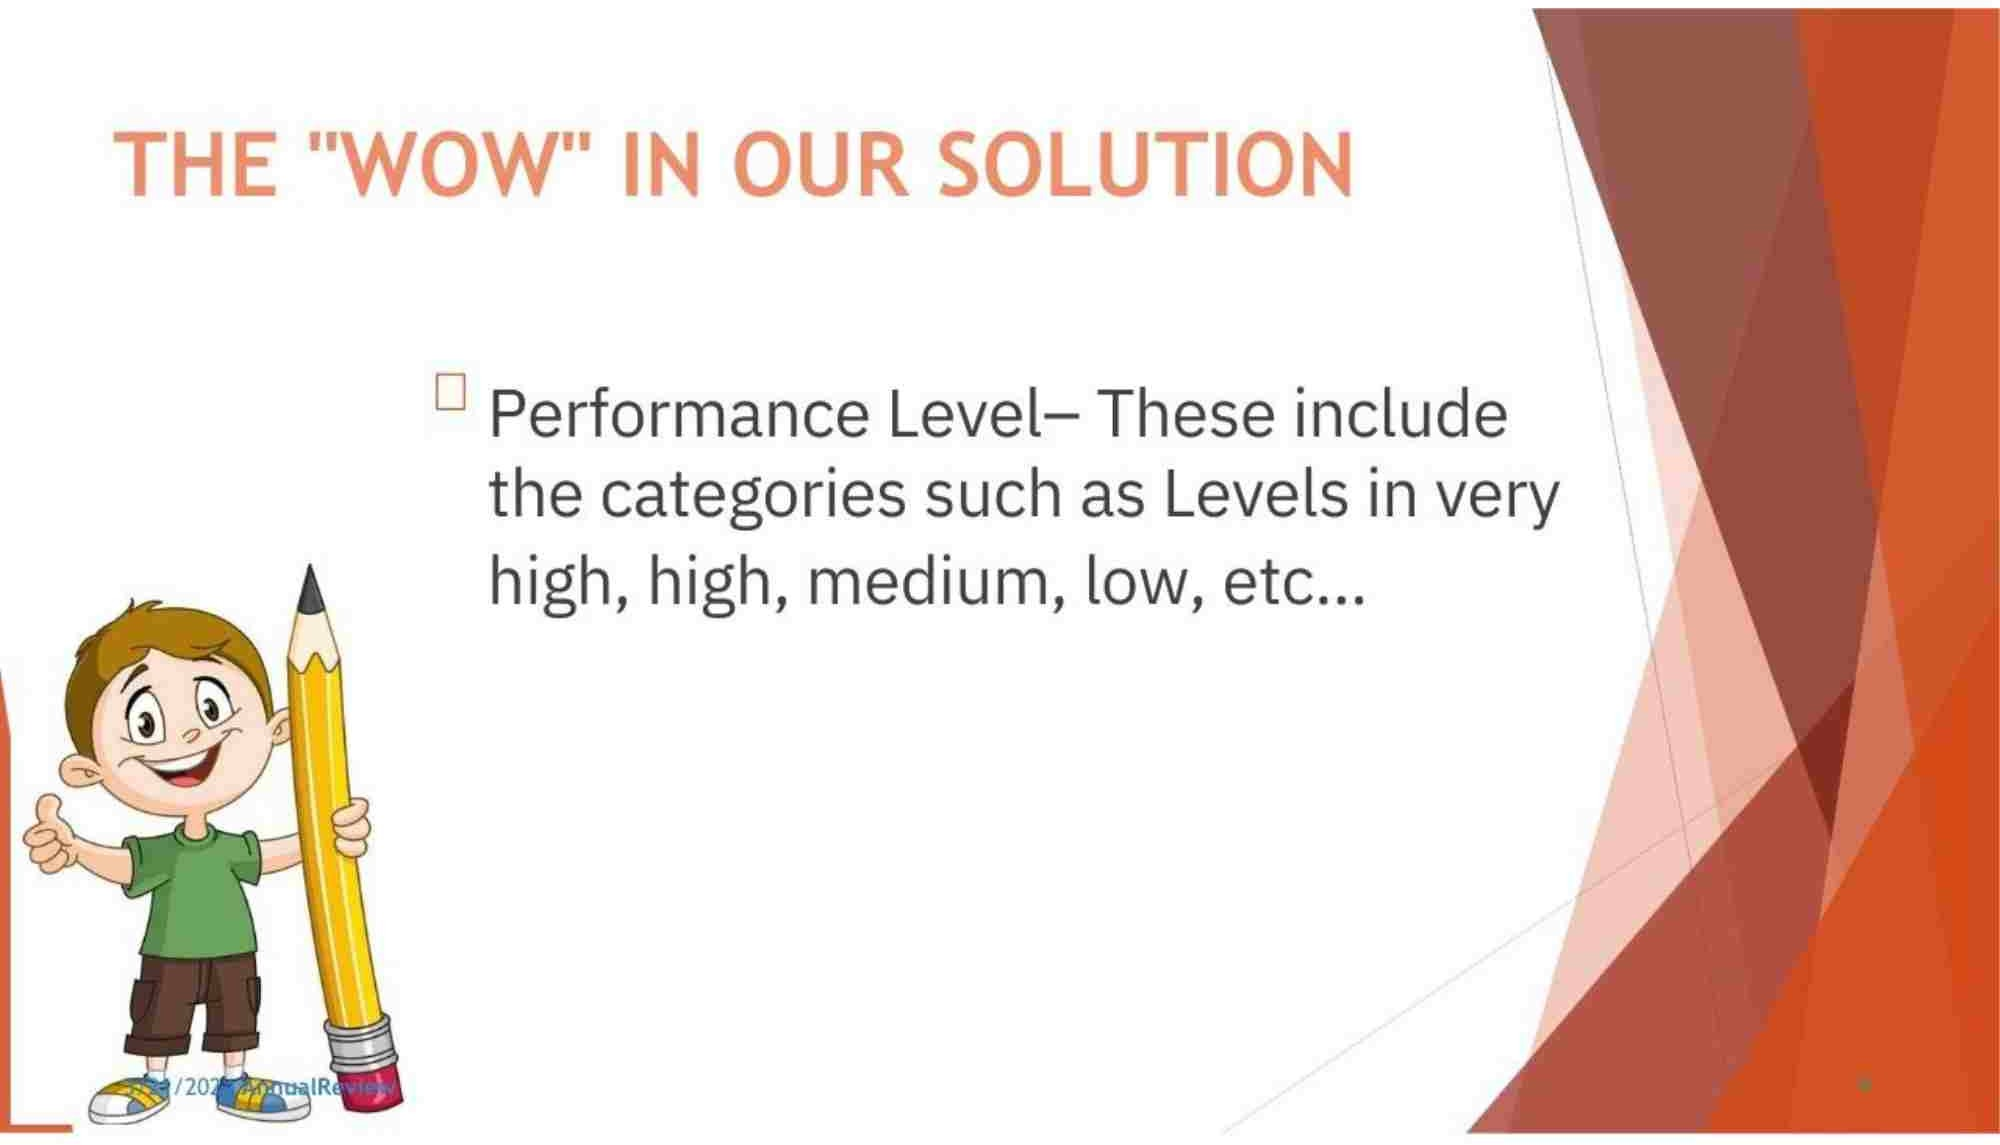 THE "WOW" IN OUR SOLUTION
Performance Level– These include
the categories such as Levels in very
high, high, medium, low, etc...
AnnualReview